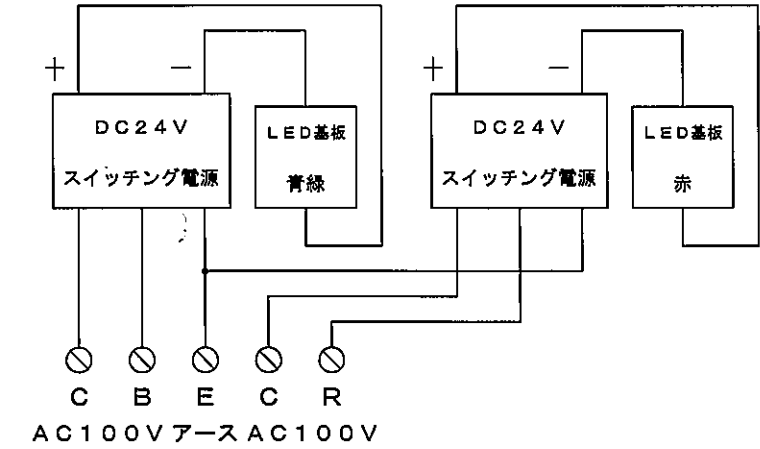 + − + −
DC24V
スイッチング電源
LED基板
青緑
DC24V
スイッチング電源
LED基板
赤
C B E C R
AC100V アース AC100V